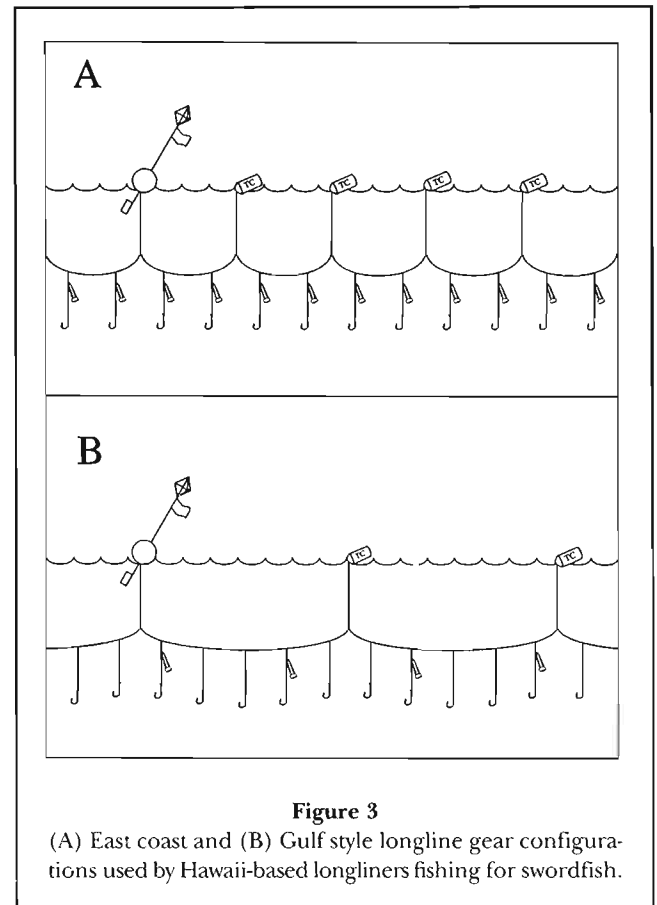 A
TC TC TC TC
B
TC TC
Figure 3
(A) East coast and (B) Gulf style longline gear configura-
tions used by Hawaii-based longliners fishing for swordfish.